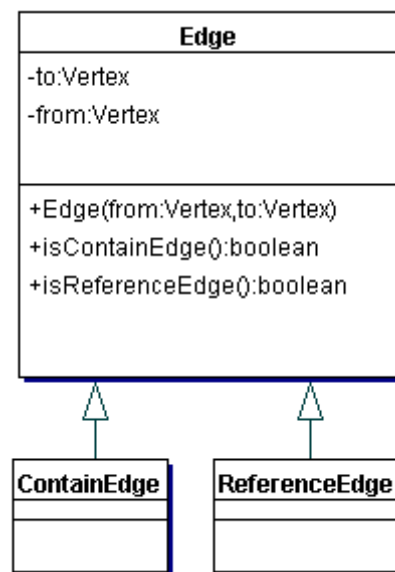 Edge
-to:Vertex
-from:Vertex
+Edge(from:Vertex,to:Vertex)
+isContainEdge():boolean
+isReferenceEdge():boolean
ContainEdge
ReferenceEdge